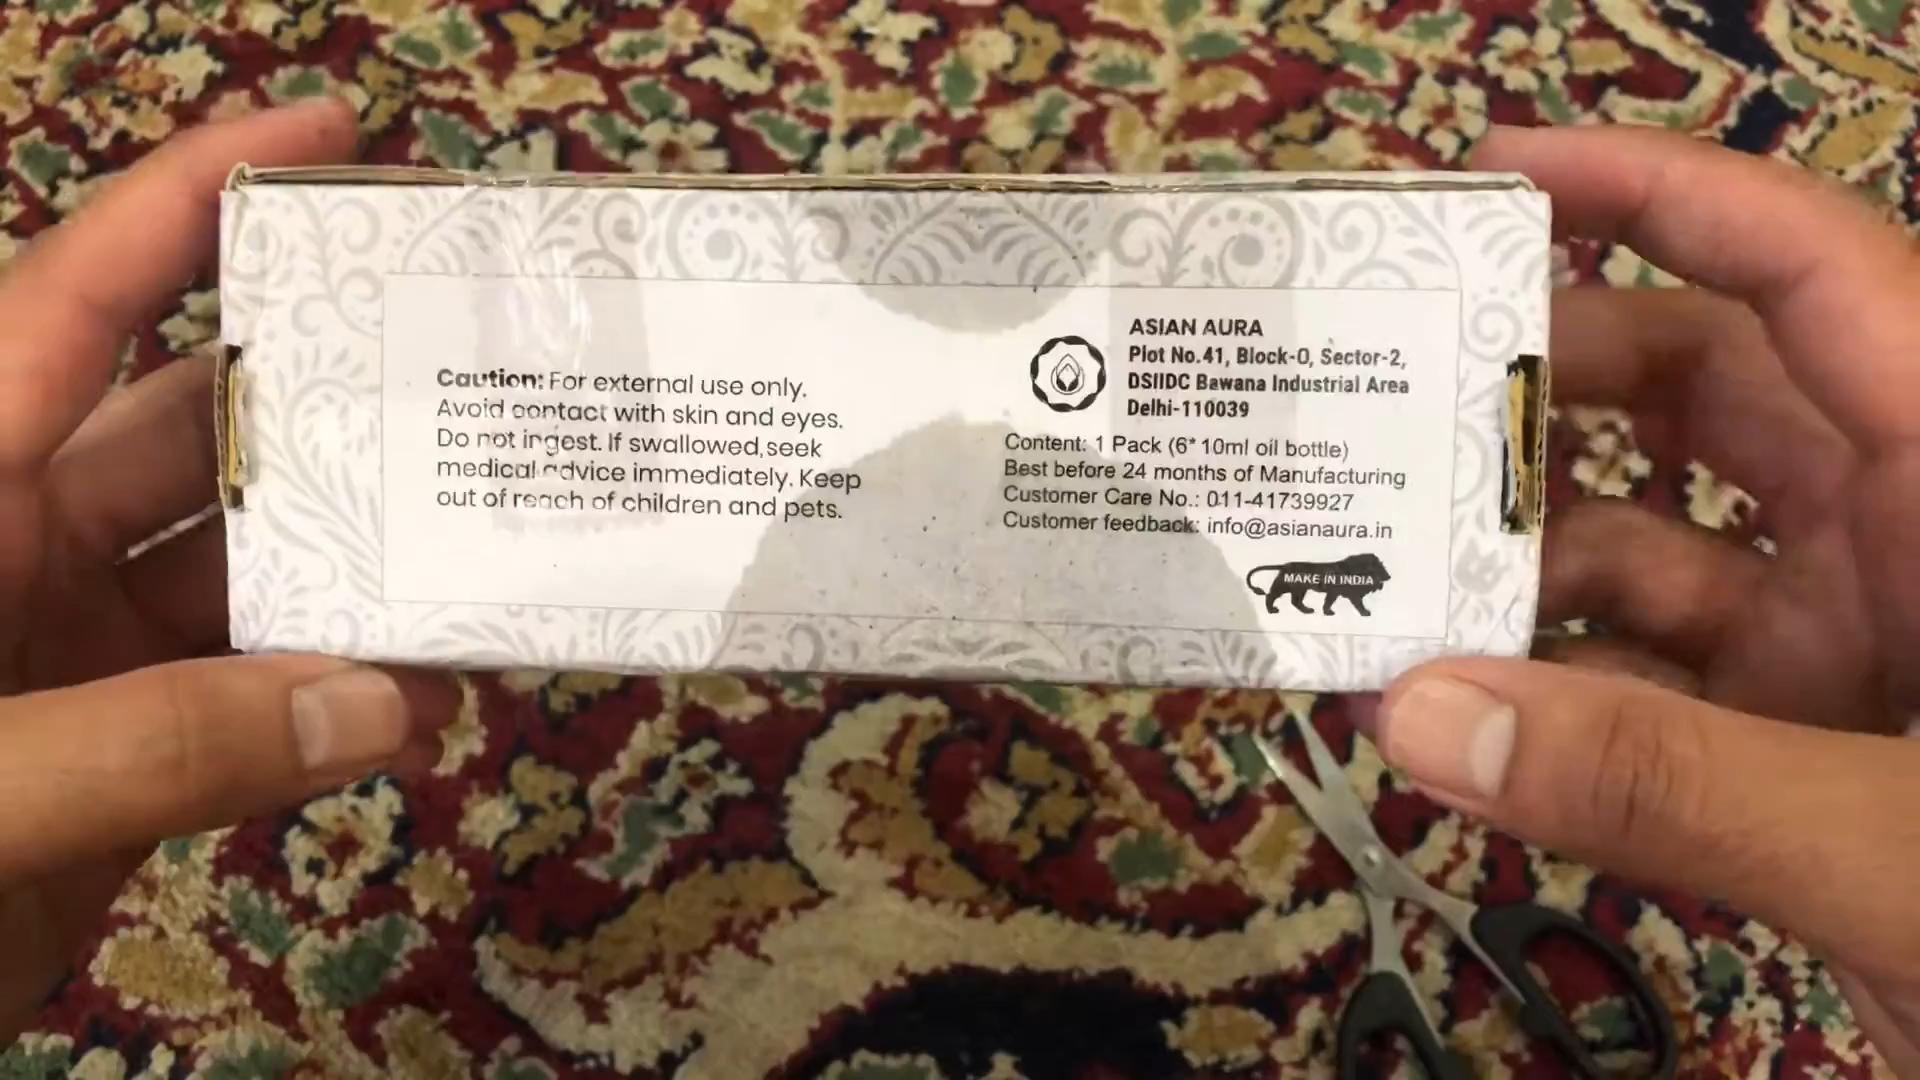 Caution: For external use only.
Avoid contact with skin and eyes.
Do not ingest. If swallowed, seek
medical advice immediately. Keep
out of reach of children and pets.
ASIAN AURA
Plot No.41, Block-O, Sector-2,
DSIIDC Bawana Industrial Area
Delhi-110039
Content: 1 Pack (6* 10ml oil bottle)
Best before 24 months of Manufacturing
Customer Care No.: 011-41739927
Customer feedback: info@asianaura.in
MAKE IN INDIA